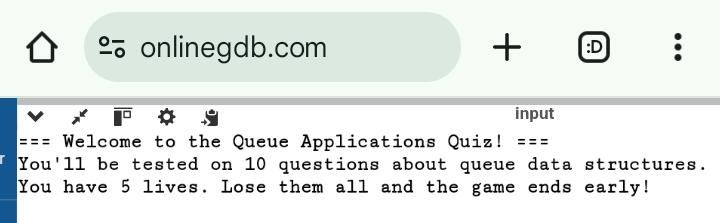 onlinegdb.com
:D
input
=== Welcome to the Queue Applications Quiz! ===
r
You'll be tested on 10 questions about queue data structures.
You have 5 lives. Lose them all and the game ends early!